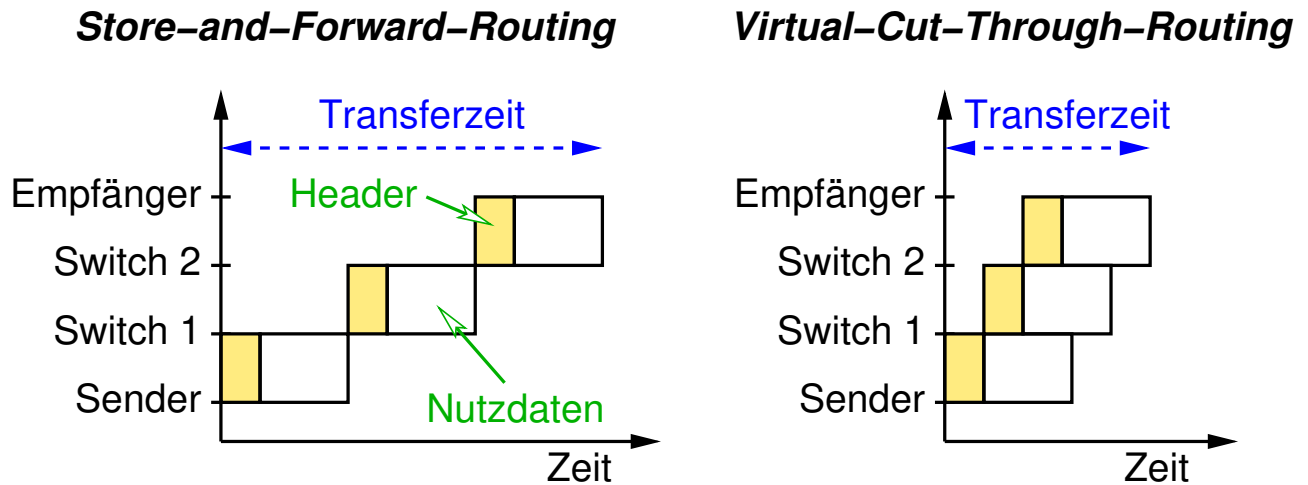 Store–and–Forward–Routing
Transferzeit
Empfänger
Header
Switch 2
Switch 1
Sender
Nutzdaten
Zeit
Virtual–Cut–Through–Routing
Transferzeit
Empfänger
Switch 2
Switch 1
Sender
Zeit